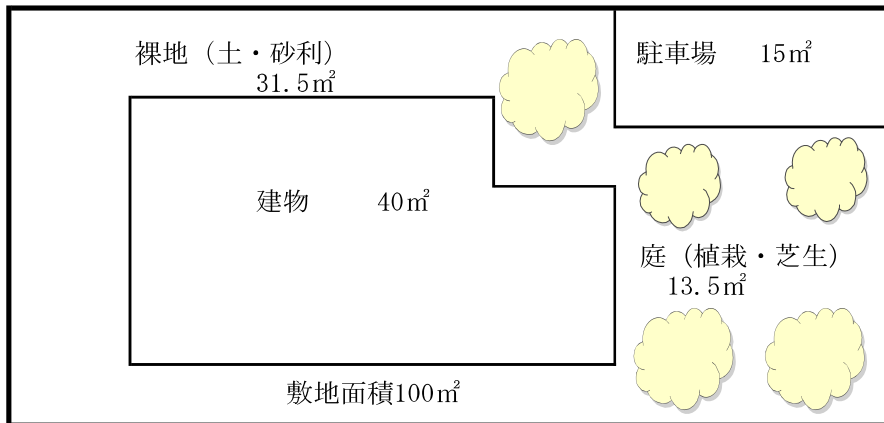 裸地（土・砂利）
31.5㎡
駐車場　15㎡
建物　40㎡
庭（植栽・芝生）
13.5㎡
敷地面積100㎡